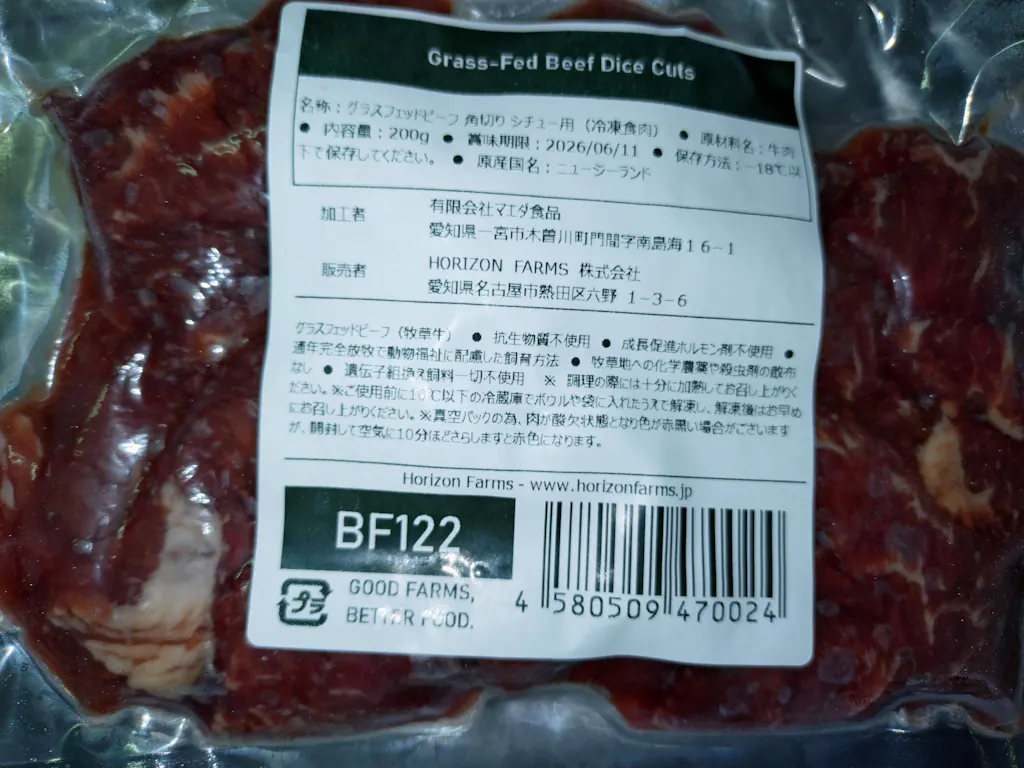 Grass-Fed Beef Dice Cuts
名称：グラスフェッドビーフ 角切り シチュー用（冷凍食肉） ● 原材料名：牛肉
● 内容量：200g ● 賞味期限：2026/06/11 ● 保存方法：-18℃以
下で保存してください。 ● 原産国名：ニュージーランド
加工者 有限会社マエダ食品
愛知県一宮市木曽川町門間字南島海１６−１
販売者 HORIZON FARMS 株式会社
愛知県名古屋市熱田区六野 １−３−６
グラスフェッドビーフ（牧草牛） ● 抗生物質不使用 ● 成長促進ホルモン剤不使用 ●
通年完全放牧で動物福祉に配慮した飼育方法 ● 牧草地への化学農薬や殺虫剤の散布
なし ● 遺伝子組換え飼料一切不使用 ※ 調理の際には十分に加熱してお召し上がりく
ださい。※ご使用前に10℃以下の冷蔵庫でボウルや袋に入れたうえで解凍し、解凍後はお早め
にお召し上がりください。※真空パックの為、肉が酸欠状態となり色が赤黒い場合がございます
が、開封して空気に10分ほどさらしますと赤色になります。
Horizon Farms - www.horizonfarms.jp
BF122
プラ
GOOD FARMS,
BETTER FOOD.
4 580509 470024